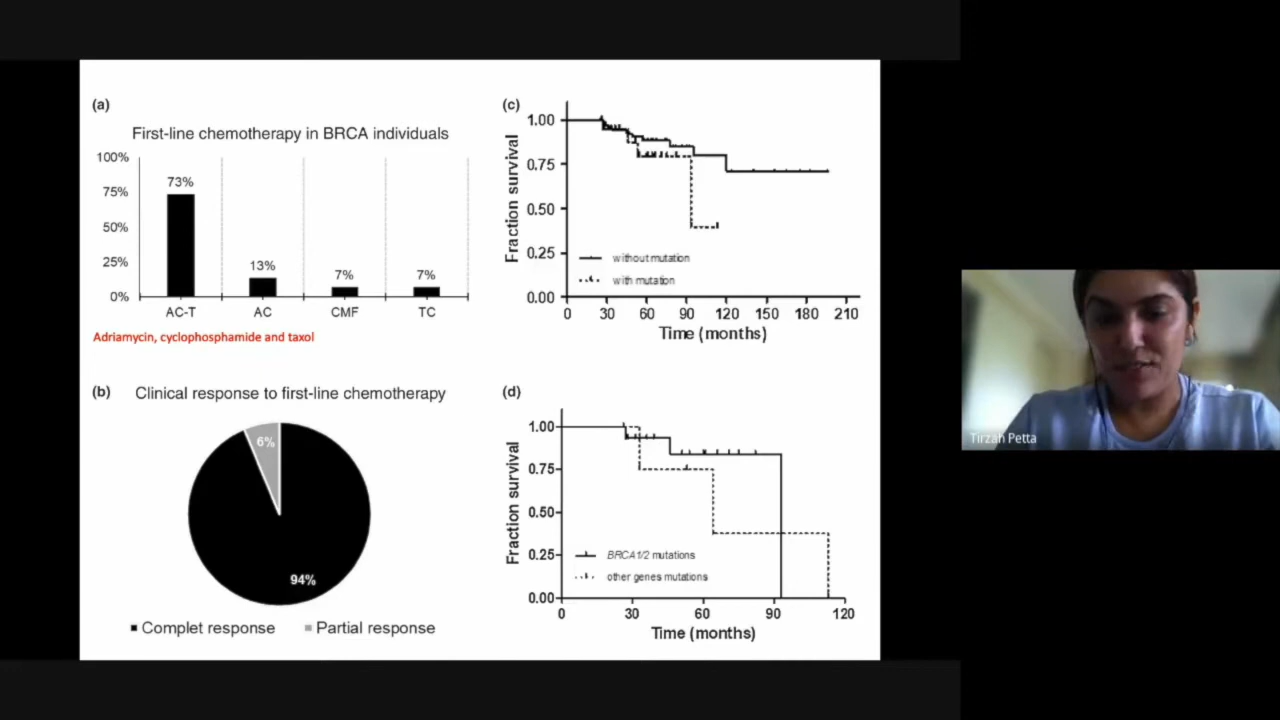 (a)
First-line chemotherapy in BRCA individuals
100%
75%
50%
25%
0%
73%
13%
7%
7%
AC-T AC CMF TC
Adriamycin, cyclophosphamide and taxol
(b)
Clinical response to first-line chemotherapy
6%
94%
Complet response Partial response
(c)
Fraction survival
1.00
0.75
0.50
0.25
0.00
without mutation
with mutation
0 30 60 90 120 150 180 210
Time (months)
(d)
Fraction survival
1.00
0.75
0.50
0.25
0.00
BRCA1/2 mutations
other genes mutations
0 30 60 90 120
Time (months)
Tirzah Petta